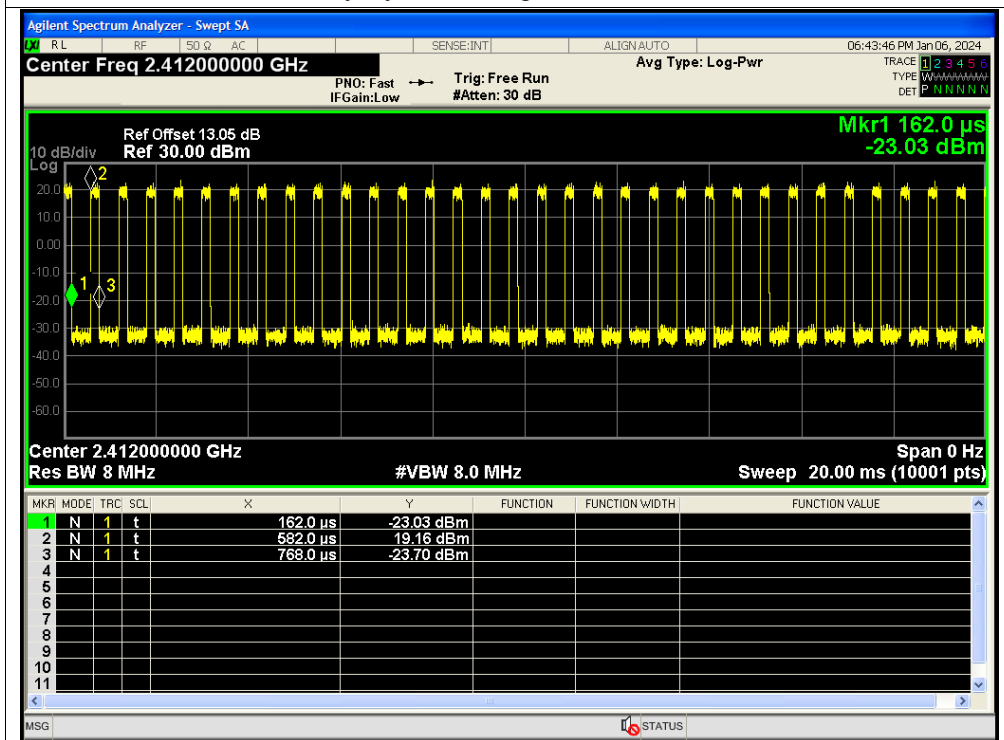 Agilent Spectrum Analyzer - Swept SA
LXI RL RF 50 Ω AC SENSE:INT ALIGN AUTO 06:43:46 PM Jan 06, 2024
Center Freq 2.412000000 GHz Avg Type: Log-Pwr TRACE 1 2 3 4 5 6
PNO: Fast Trig: Free Run TYPE W
IFGain:Low #Atten: 30 dB DET P N N N N N
Mkr1 162.0 µs
Ref Offset 13.05 dB
10 dB/div Ref 30.00 dBm -23.03 dBm
Log
2
20.0
10.0
0.00
-10.0
1 3
-20.0
-30.0
-40.0
-50.0
-60.0
Center 2.412000000 GHz Span 0 Hz
Res BW 8 MHz #VBW 8.0 MHz Sweep 20.00 ms (10001 pts)
MKR MODE TRC SCL X Y FUNCTION FUNCTION WIDTH FUNCTION VALUE
1 N 1 t 162.0 µs -23.03 dBm
2 N 1 t 582.0 µs 19.16 dBm
3 N 1 t 768.0 µs -23.70 dBm
4
5
6
7
8
9
10
11
MSG STATUS